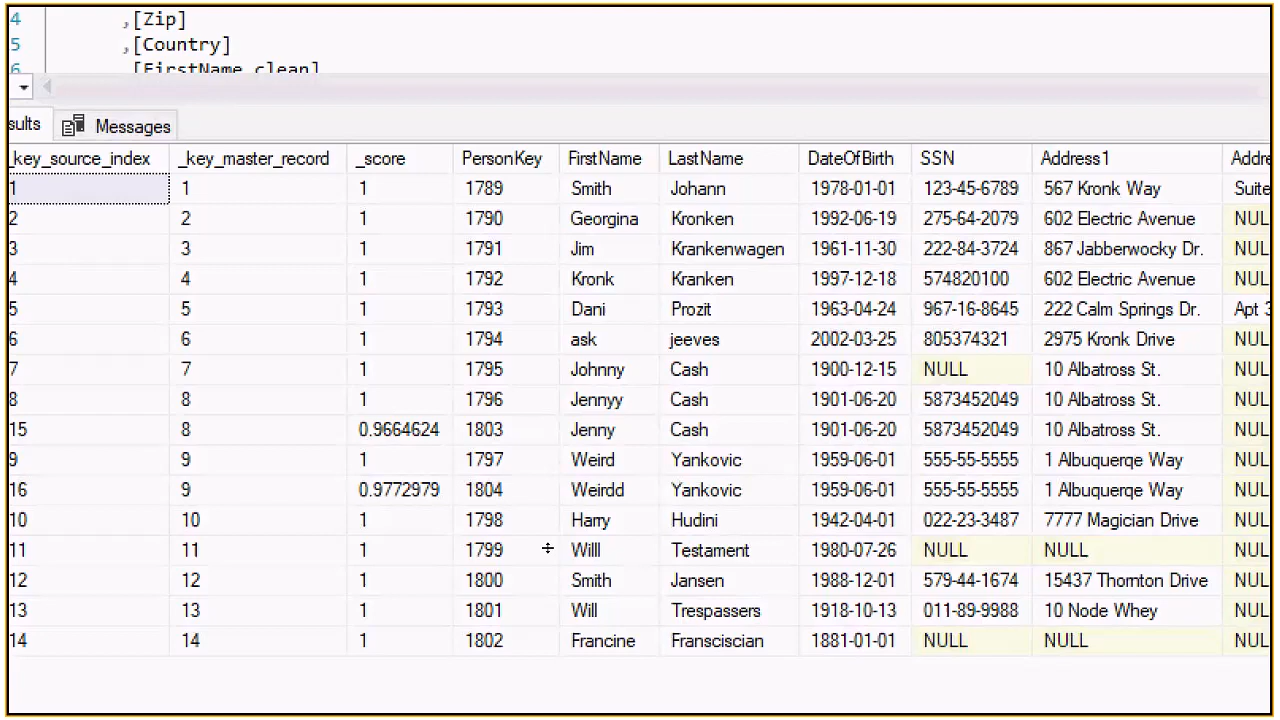 4 ,[Zip]
5 ,[Country]
6 [FirstName_clean]
sults Messages
_key_source_index _key_master_record _score PersonKey FirstName LastName DateOfBirth SSN Address1 Addre
1 1 1 1789 Smith Johann 1978-01-01 123-45-6789 567 Kronk Way Suite
2 2 1 1790 Georgina Kronken 1992-06-19 275-64-2079 602 Electric Avenue NUL
3 3 1 1791 Jim Krankenwagen 1961-11-30 222-84-3724 867 Jabberwocky Dr. NUL
4 4 1 1792 Kronk Kranken 1997-12-18 574820100 602 Electric Avenue NUL
5 5 1 1793 Dani Prozit 1963-04-24 967-16-8645 222 Calm Springs Dr. Apt 3
6 6 1 1794 ask jeeves 2002-03-25 805374321 2975 Kronk Drive NUL
7 7 1 1795 Johnny Cash 1900-12-15 NULL 10 Albatross St. NUL
8 8 1 1796 Jennyy Cash 1901-06-20 5873452049 10 Albatross St. NUL
15 8 0.9664624 1803 Jenny Cash 1901-06-20 5873452049 10 Albatross St. NUL
9 9 1 1797 Weird Yankovic 1959-06-01 555-55-5555 1 Albuquerqe Way NUL
16 9 0.9772979 1804 Weirdd Yankovic 1959-06-01 555-55-5555 1 Albuquerqe Way NUL
10 10 1 1798 Harry Hudini 1942-04-01 022-23-3487 7777 Magician Drive NUL
11 11 1 1799 Willl Testament 1980-07-26 NULL NULL NUL
12 12 1 1800 Smith Jansen 1988-12-01 579-44-1674 15437 Thornton Drive NUL
13 13 1 1801 Will Trespassers 1918-10-13 011-89-9988 10 Node Whey NUL
14 14 1 1802 Francine Fransciscian 1881-01-01 NULL NULL NUL